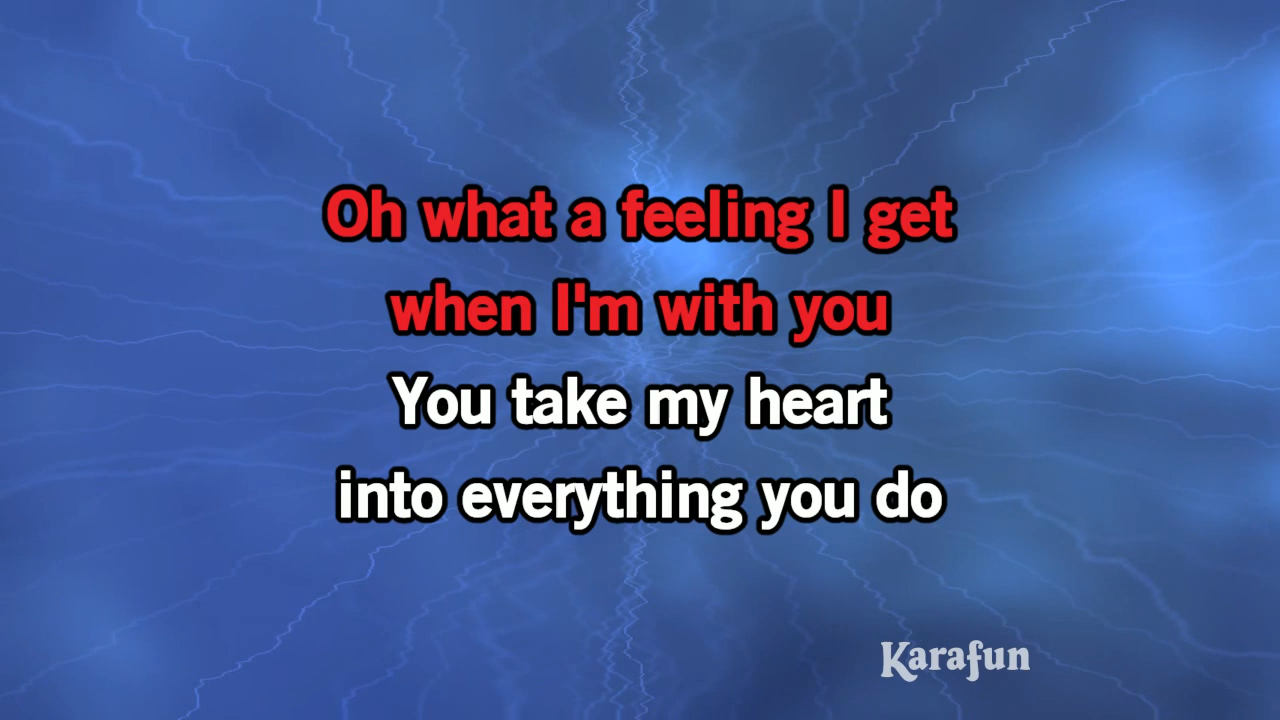 Oh what a feeling I get
when I'm with you
You take my heart
into everything you do
Karafun